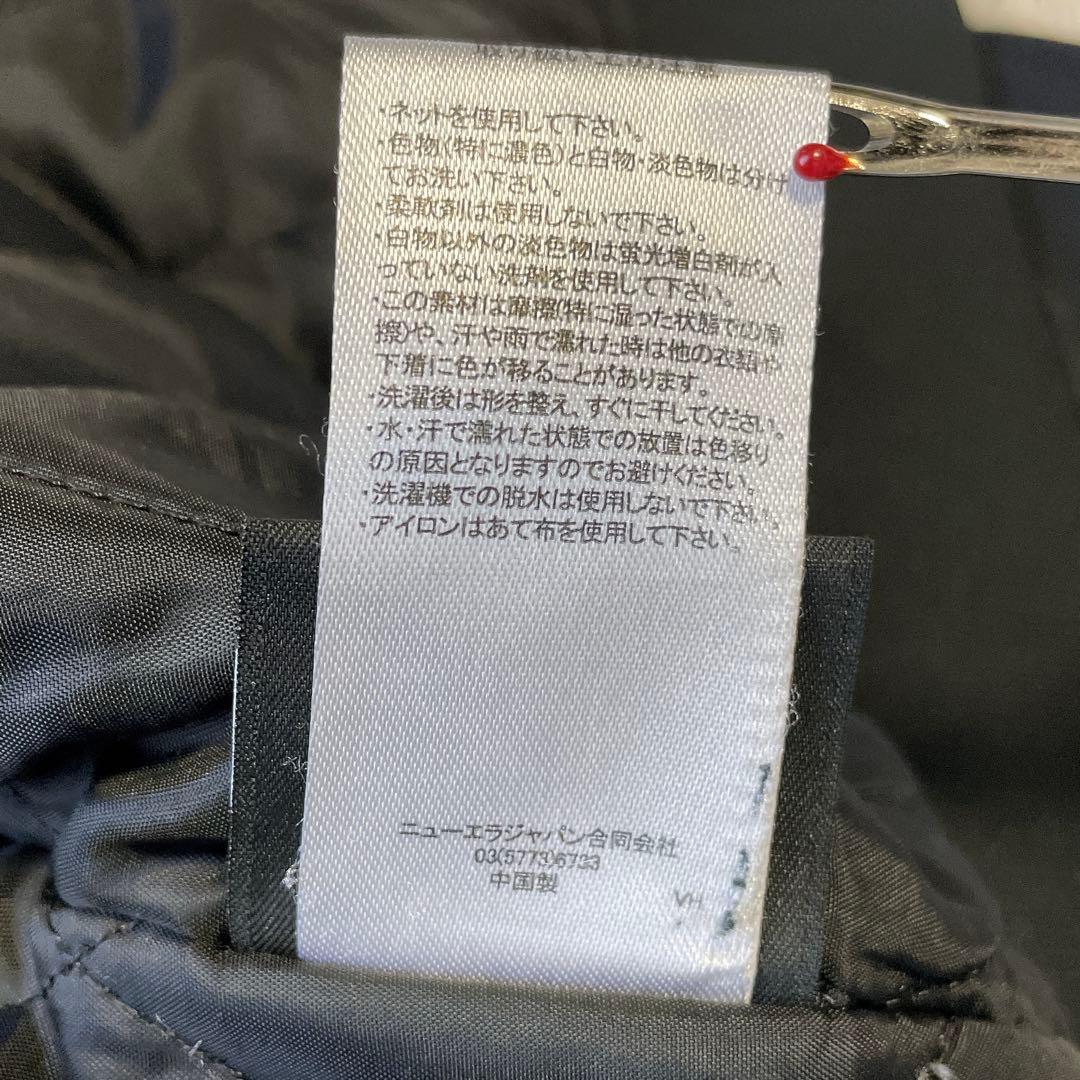 ・ネットを使用して下さい。
・色物(特に濃色)と白物・淡色物は分け
てお洗い下さい。
・柔軟剤は使用しないで下さい。
・白物以外の淡色物は蛍光増白剤が入
っていない洗剤を使用して下さい。
・この素材は摩擦(特に湿った状態での摩
擦)や、汗や雨で濡れた時は他の衣類や
下着に色が移ることがあります。
・洗濯後は形を整え、すぐに干してください。
・水・汗で濡れた状態での放置は色移り
の原因となりますのでお避けください。
・洗濯機での脱水は使用しないで下さい。
・アイロンはあて布を使用して下さい。
ニューエラジャパン合同会社
03(5773)6733
中国製
VH